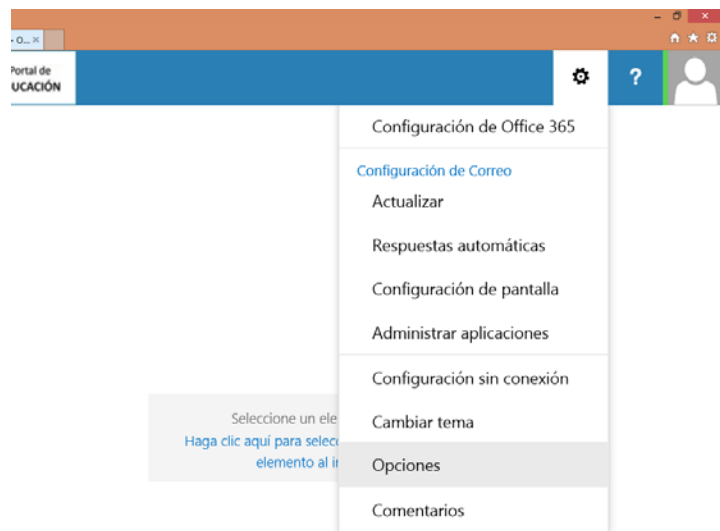 O...
Portal de
UCACIÓN
?
Configuración de Office 365
Configuración de Correo
Actualizar
Respuestas automáticas
Configuración de pantalla
Administrar aplicaciones
Configuración sin conexión
Seleccione un ele
Cambiar tema
Haga clic aquí para selec
elemento al i
Opciones
Comentarios